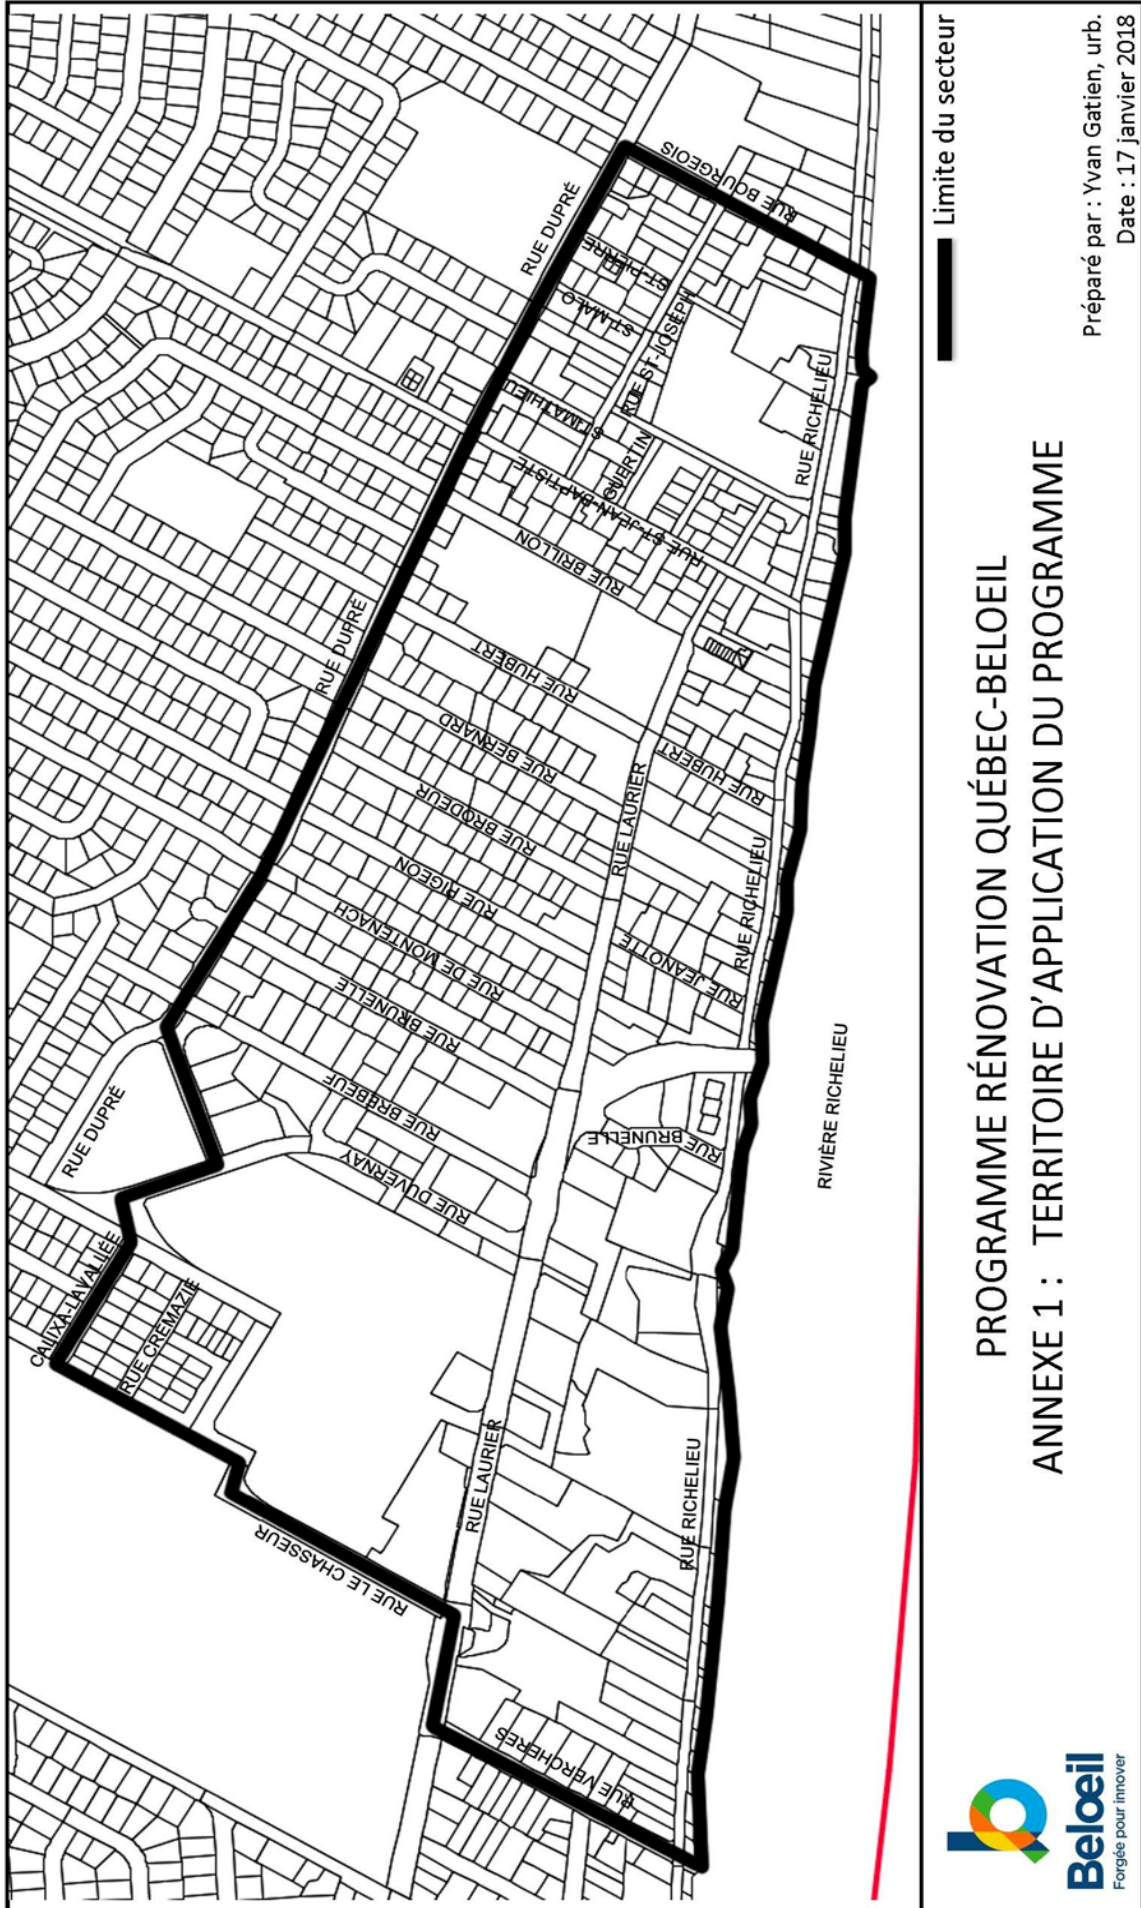 CALIXA-LAVALLÉE
RUE CREMAZIE
RUE DUPRÉ
RUE DUPRÉ
RUE DUPRÉ
RUE LE CHASSEUR
RUE VERCHERES
RUE LAURIER
RUE RICHELIEU
RUE DUVERNAY
RUE BRÉBEUF
RUE BRUNELLE
RUE DE MONTENACH
RUE PIGEON
RUE BRODEUR
RUE BERNARD
RUE HUBERT
RUE BRILLON
RUE ST-JEAN-BAPTISTE
ST-MATHIEU
ST-MALO
ST-PIERRE
RUE BOURGEOIS
RUE ST-JOSEPH
GUERTIN
RUE LAURIER
RUE BRUNELLE
RUE JEANOTTE
RUE HUBERT
RUE RICHELIEU
RUE RICHELIEU
RIVIÈRE RICHELIEU
Limite du secteur
PROGRAMME RÉNOVATION QUÉBEC-BELOEIL
ANNEXE 1 : TERRITOIRE D'APPLICATION DU PROGRAMME
Préparé par : Yvan Gatien, urb.
Date : 17 janvier 2018
Belœil
Forgée pour innover